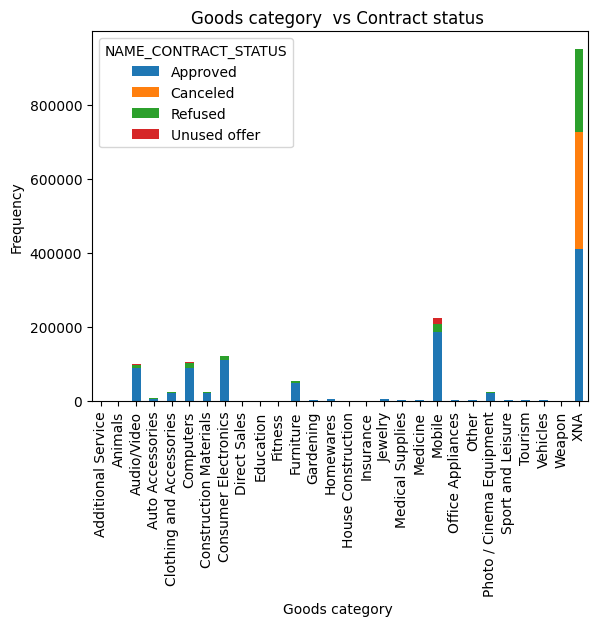 Goods category  vs Contract status
NAME_CONTRACT_STATUS
Approved
Canceled
Refused
Unused offer
Frequency
800000
600000
400000
200000
0
Additional Service
Animals
Audio/Video
Auto Accessories
Clothing and Accessories
Computers
Construction Materials
Consumer Electronics
Direct Sales
Education
Fitness
Furniture
Gardening
Homewares
House Construction
Insurance
Jewelry
Medical Supplies
Medicine
Mobile
Office Appliances
Other
Photo / Cinema Equipment
Sport and Leisure
Tourism
Vehicles
Weapon
XNA
Goods category